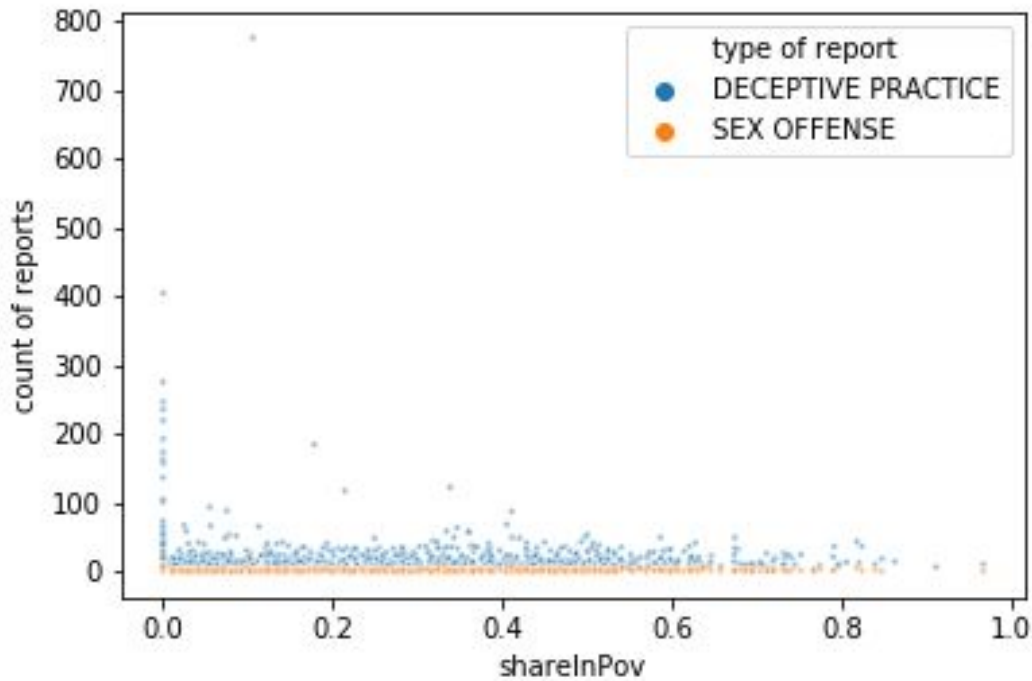 800
700
600
500
400
300
200
100
0
count of reports
type of report
DECEPTIVE PRACTICE
SEX OFFENSE
0.0 0.2 0.4 0.6 0.8 1.0
shareInPov